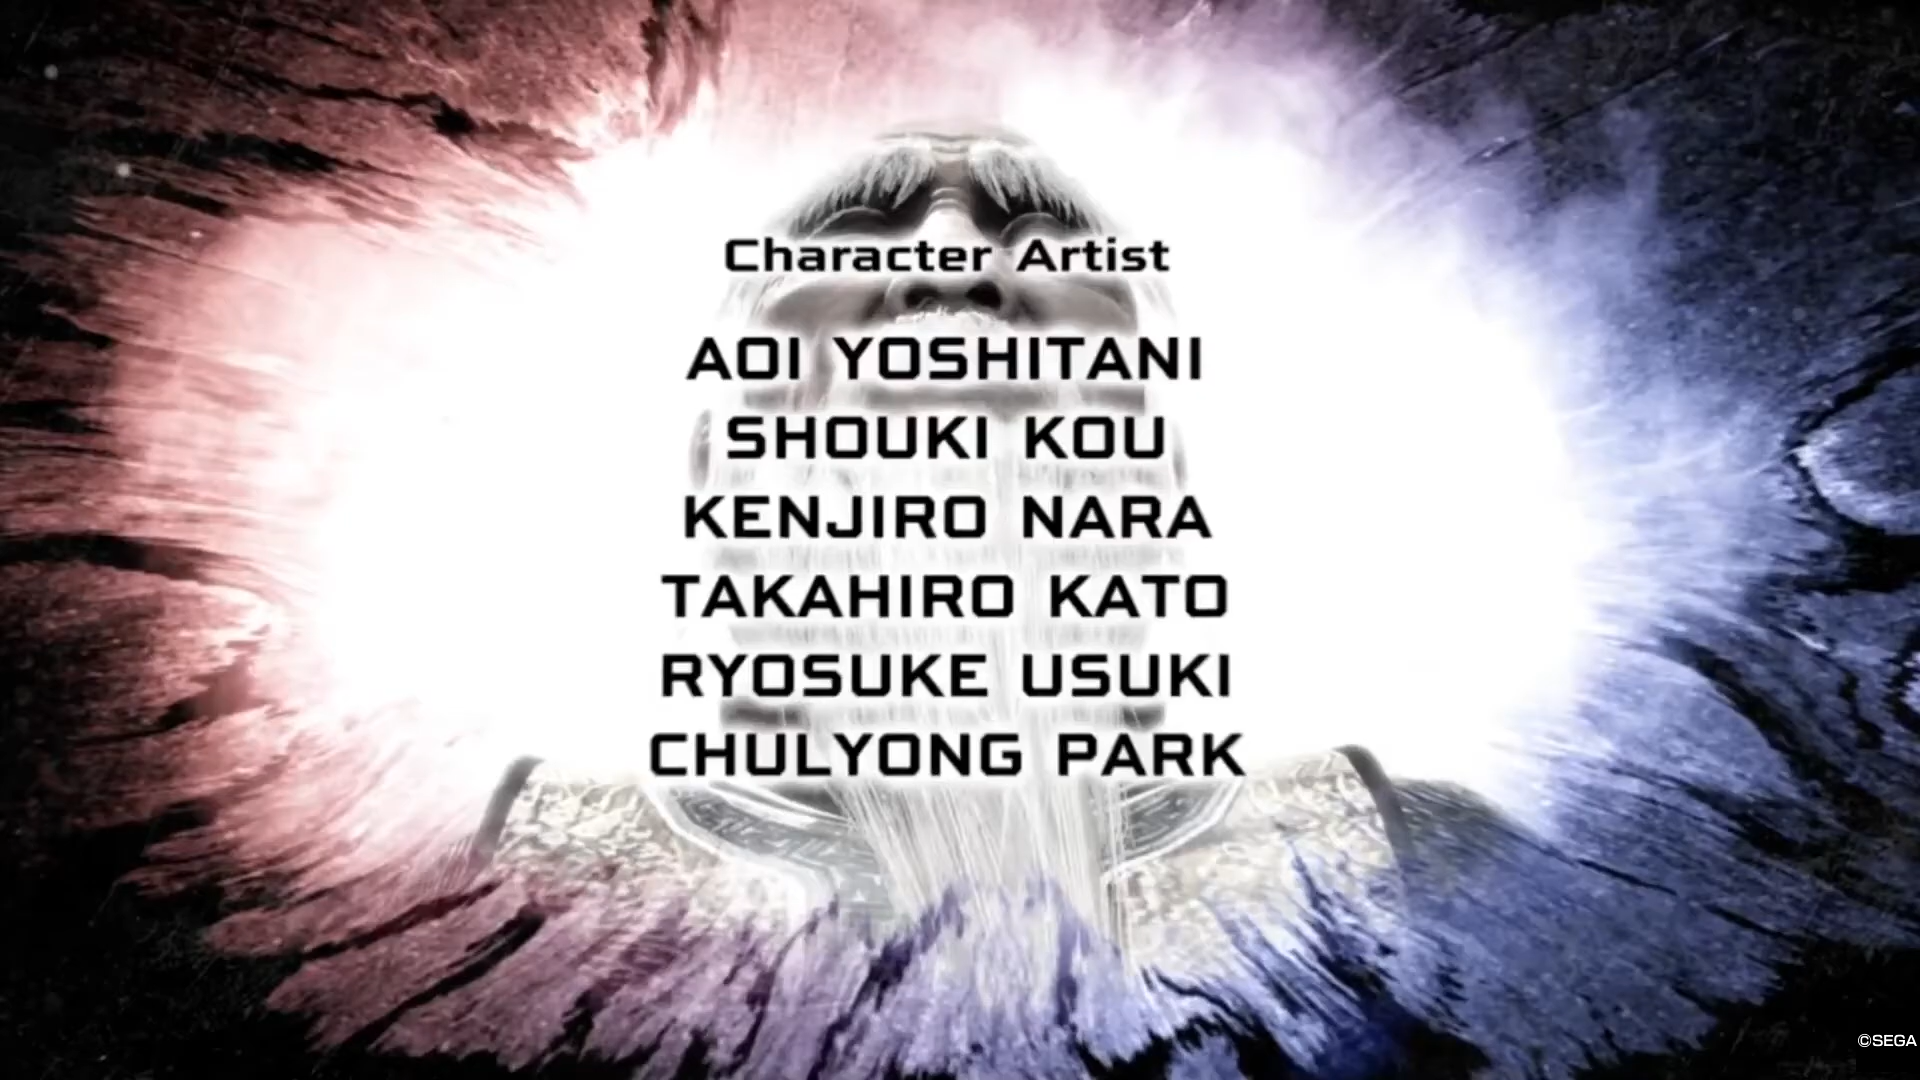 Character Artist
AOI YOSHITANI
SHOUKI KOU
KENJIRO NARA
TAKAHIRO KATO
RYOSUKE USUKI
CHULYONG PARK
©SEGA